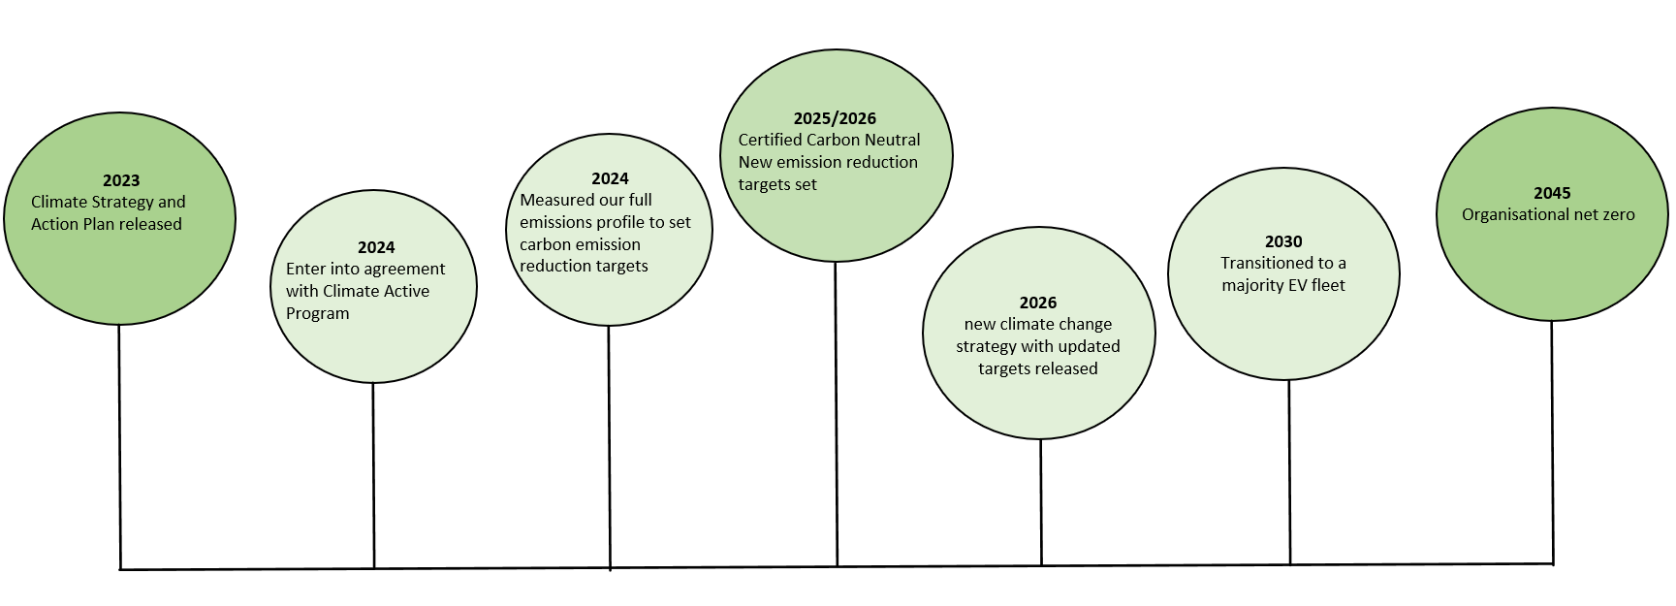 2023
Climate Strategy and
Action Plan released
2024
Enter into agreement
with Climate Active
Program
2024
Measured our full
emissions profile to set
carbon emission
reduction targets
2025/2026
Certified Carbon Neutral
New emission reduction
targets set
2026
new climate change
strategy with updated
targets released
2030
Transitioned to a
majority EV fleet
2045
Organisational net zero